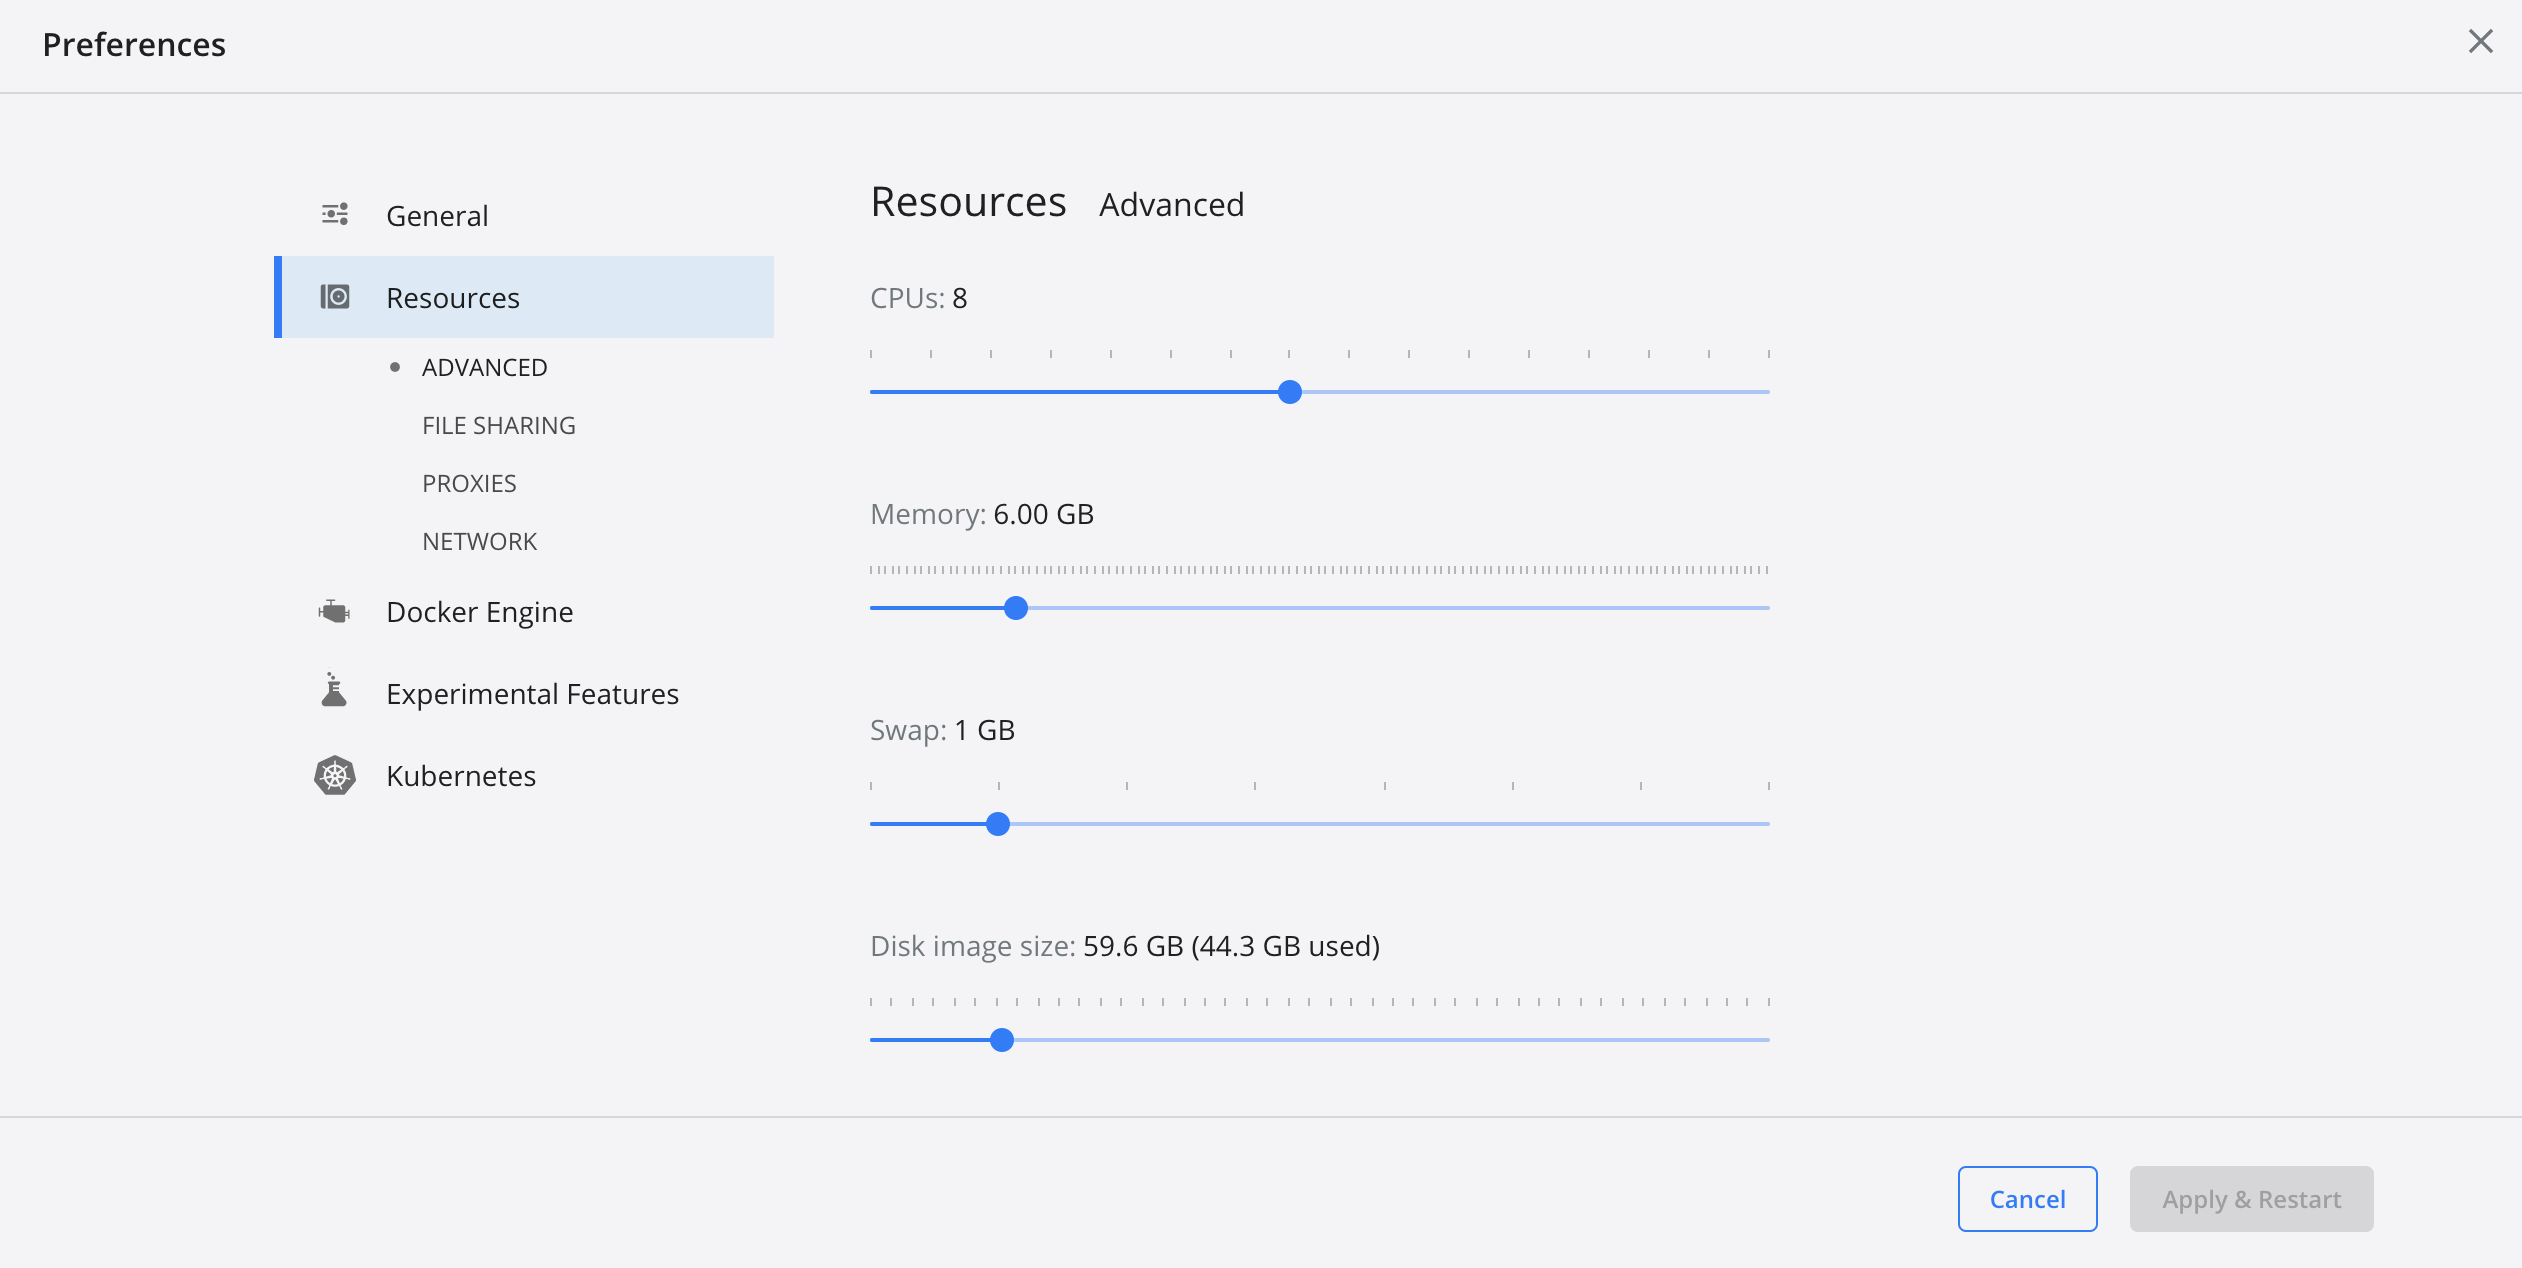 Preferences
General
Resources
ADVANCED
FILE SHARING
PROXIES
NETWORK
Docker Engine
Experimental Features
Kubernetes
Resources Advanced
CPUs: 8
Memory: 6.00 GB
Swap: 1 GB
Disk image size: 59.6 GB (44.3 GB used)
Cancel
Apply & Restart